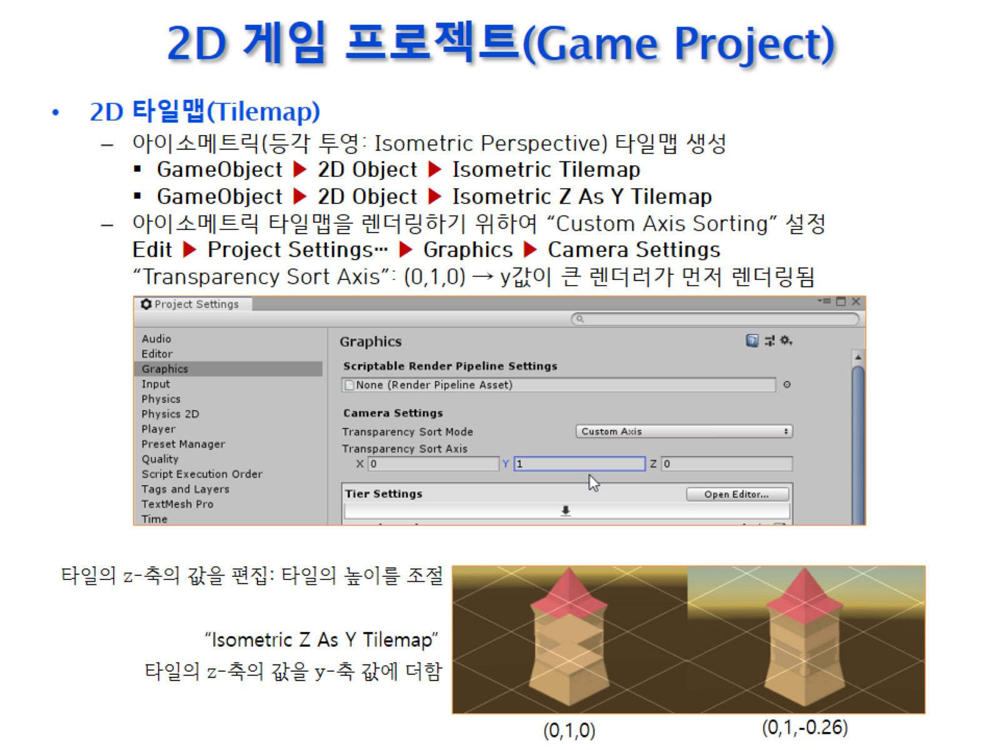 2D 게임 프로젝트(Game Project)
• 2D 타일맵(Tilemap)
– 아이소메트릭(등각 투영: Isometric Perspective) 타일맵 생성
▪ GameObject ▶ 2D Object ▶ Isometric Tilemap
▪ GameObject ▶ 2D Object ▶ Isometric Z As Y Tilemap
– 아이소메트릭 타일맵을 렌더링하기 위하여 “Custom Axis Sorting” 설정
Edit ▶ Project Settings… ▶ Graphics ▶ Camera Settings
“Transparency Sort Axis”: (0,1,0) → y값이 큰 렌더러가 먼저 렌더링됨
Project Settings
Audio
Editor
Graphics
Input
Physics
Physics 2D
Player
Preset Manager
Quality
Script Execution Order
Tags and Layers
TextMesh Pro
Time
Graphics
Scriptable Render Pipeline Settings
None (Render Pipeline Asset)
Camera Settings
Transparency Sort Mode Custom Axis
Transparency Sort Axis
X 0 Y 1 Z 0
Tier Settings Open Editor...
타일의 z-축의 값을 편집: 타일의 높이를 조절
“Isometric Z As Y Tilemap”
타일의 z-축의 값을 y-축 값에 더함
(0,1,0) (0,1,-0.26)